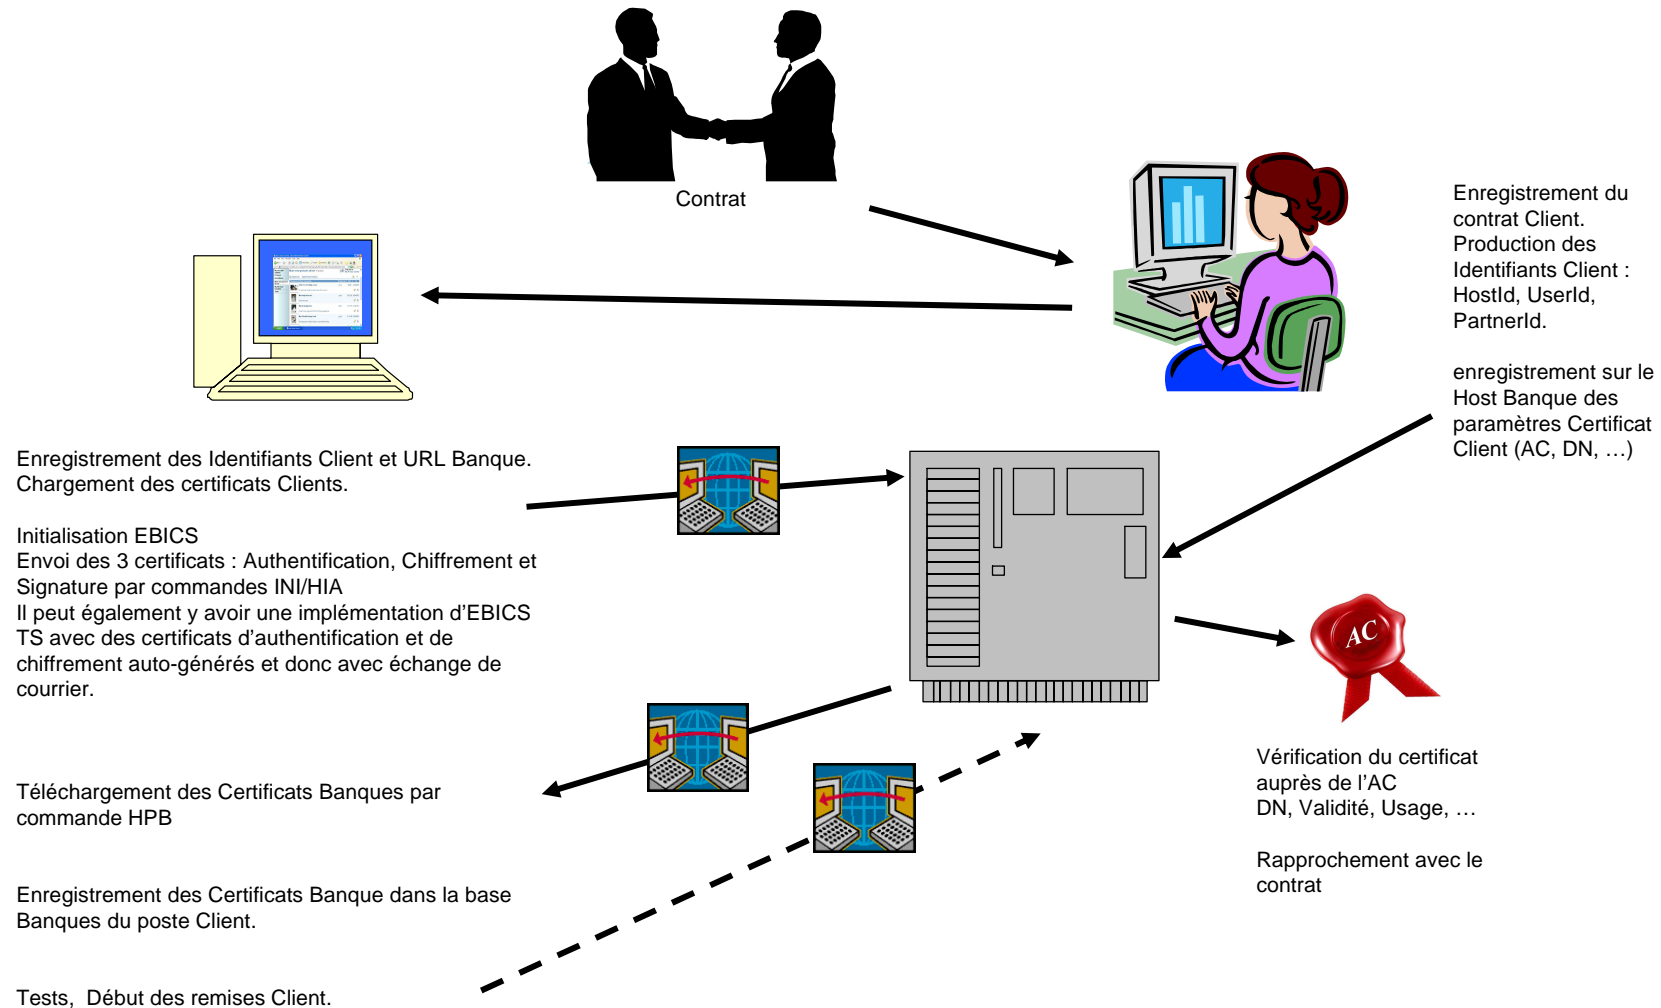 Contrat
Enregistrement du
contrat Client.
Production des
Identifiants Client :
HostId, UserId,
PartnerId.
enregistrement sur le
Host Banque des
paramètres Certificat
Client (AC, DN, …)
Enregistrement des Identifiants Client et URL Banque.
Chargement des certificats Clients.
Initialisation EBICS
Envoi des 3 certificats : Authentification, Chiffrement et
Signature par commandes INI/HIA
Il peut également y avoir une implémentation d’EBICS
TS avec des certificats d’authentification et de
chiffrement auto-générés et donc avec échange de
courrier.
AC
Vérification du certificat
auprès de l’AC
DN, Validité, Usage, …
Rapprochement avec le
contrat
Téléchargement des Certificats Banques par
commande HPB
Enregistrement des Certificats Banque dans la base
Banques du poste Client.
Tests,  Début des remises Client.